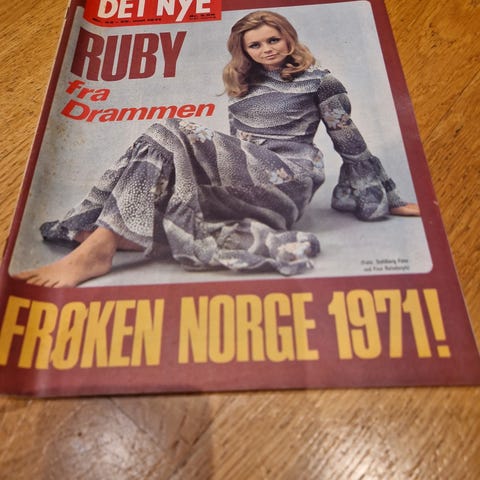 DET NYE
RUBY
fra
Drammen
FRØKEN NORGE 1971!